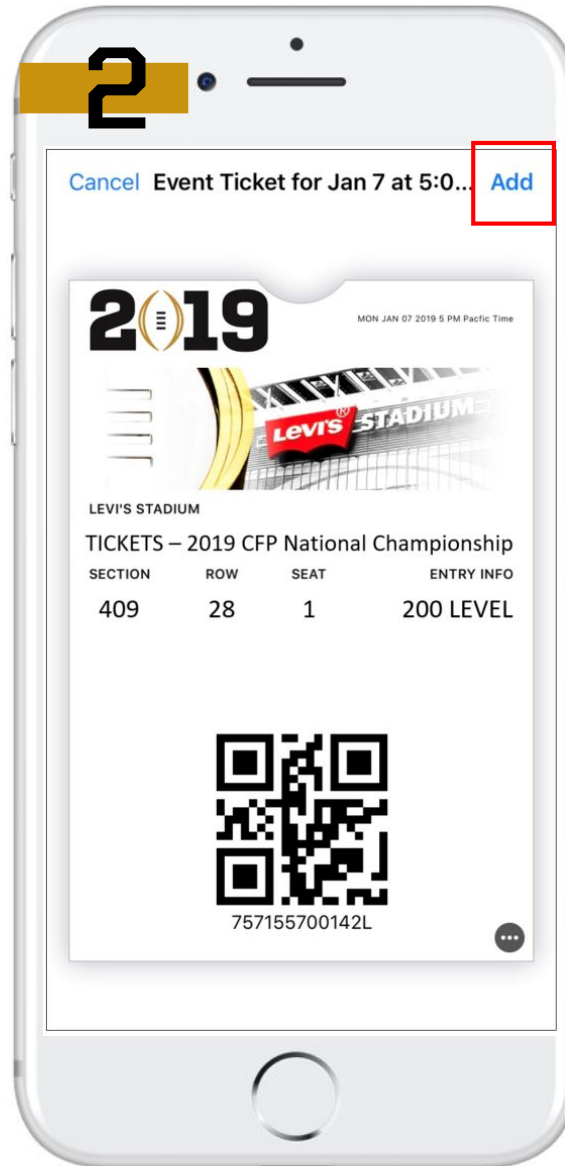 2
Cancel Event Ticket for Jan 7 at 5:0... Add
2019
MON JAN 07 2019 5 PM Pacfic Time
LEVI'S ® STADIUM
LEVI'S STADIUM
TICKETS – 2019 CFP National Championship
SECTION ROW SEAT ENTRY INFO
409 28 1 200 LEVEL
757155700142L